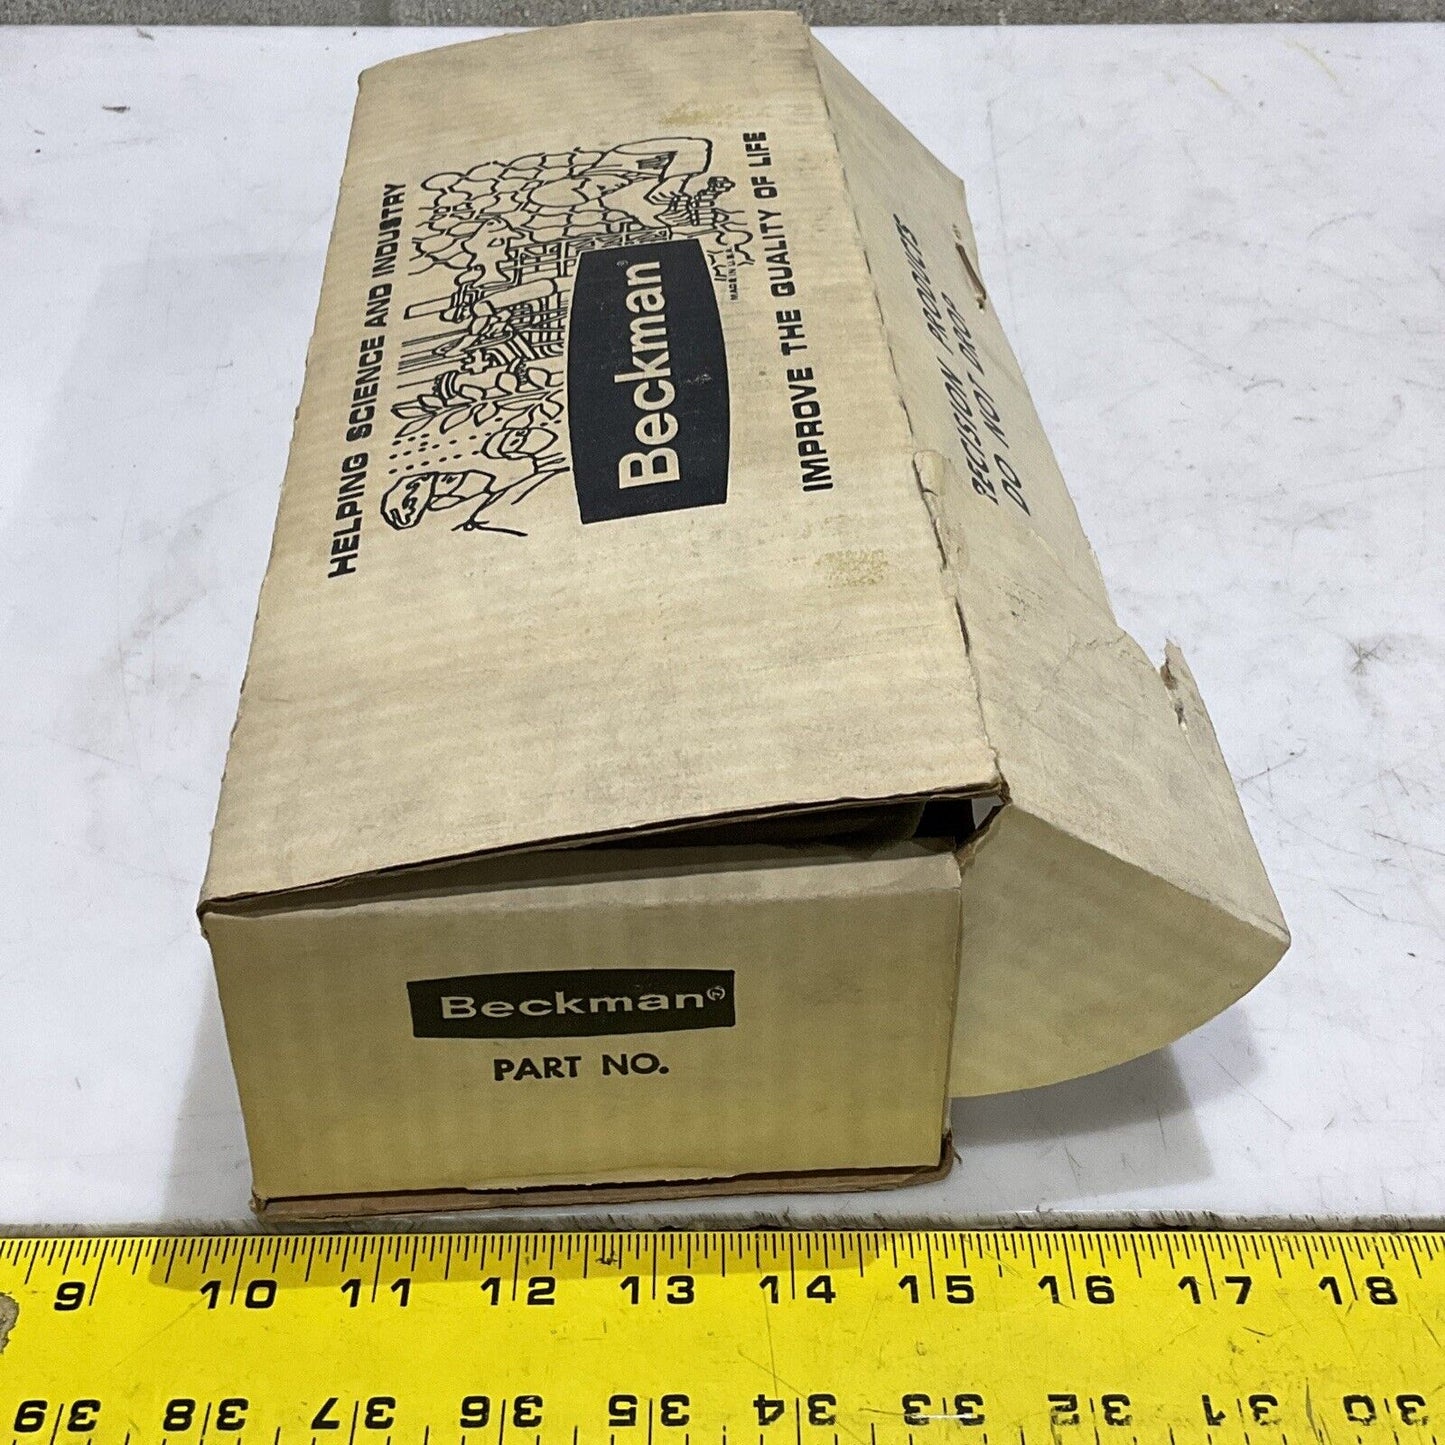 HELPING SCIENCE AND INDUSTRY
Beckman®
MADE IN U.S.A.
IMPROVE THE QUALITY OF LIFE
PRECISION PRODUCTS
DO NOT DROP
Beckman®
PART NO.
9 10 11 12 13 14 15 16 17 18
39 38 37 36 35 34 33 32 31 30